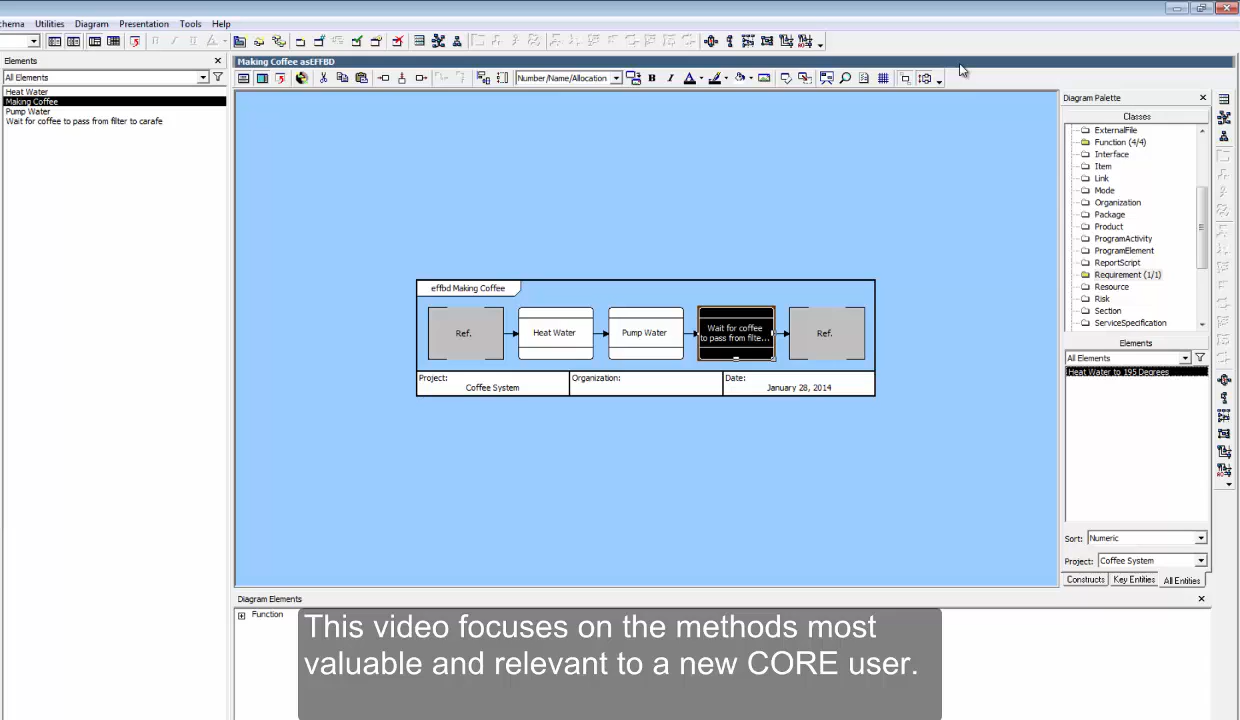 chema Utilities Diagram Presentation Tools Help
Elements
All Elements
Heat Water
Making Coffee
Pump Water
Wait for coffee to pass from filter to carafe
Making Coffee asEFFBD
Number/Name/Allocation
effbd Making Coffee
Ref.
Heat Water
Pump Water
Wait for coffee
to pass from filte...
Ref.
Project:
Coffee System
Organization:
Date:
January 28, 2014
Diagram Palette
Classes
ExternalFile
Function (4/4)
Interface
Item
Link
Mode
Organization
Package
Product
ProgramActivity
ProgramElement
ReportScript
Requirement (1/1)
Resource
Risk
Section
ServiceSpecification
Elements
All Elements
Heat Water to 195 Degrees
Sort: Numeric
Project: Coffee System
Constructs Key Entities All Entities
Diagram Elements
Function
This video focuses on the methods most
valuable and relevant to a new CORE user.